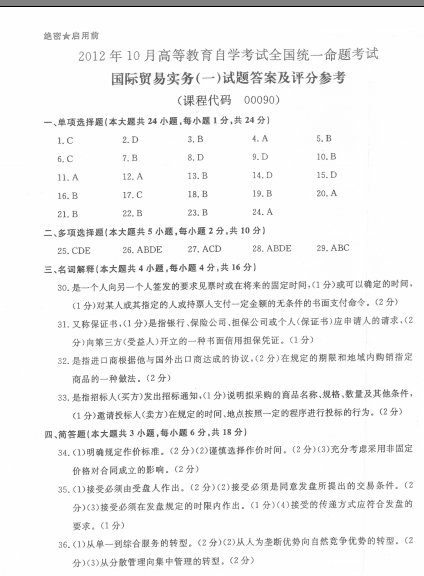 绝密★启用前
2012 年 10 月高等教育自学考试全国统一命题考试
国际贸易实务(一)试题答案及评分参考
(课程代码 00090)
一、单项选择题(本大题共 24 小题,每小题 1 分,共 24 分)
1. C 2. D 3. B 4. A 5. B
6. C 7. B 8. D 9. D 10. B
11. A 12. A 13. B 14. D 15. D
16. B 17. C 18. B 19. B 20. A
21. B 22. B 23. B 24. A
二、多项选择题(本大题共 5 小题,每小题 2 分,共 10 分)
25. CDE 26. ABDE 27. ACD 28. ABDE 29. ABC
三、名词解释(本大题共 4 小题,每小题 4 分,共 16 分)
30. 是一个人向另一个人签发的要求见票时或在将来的固定时间,(1 分)或可以确定的时间,
(1 分)对某人或其指定的人或持票人支付一定金额的无条件的书面支付命令。(2 分)
31. 又称保证书,(1 分)是指银行、保险公司、担保公司或个人(保证书)应申请人的请求,(2
分)向第三方(受益人)开立的一种书面信用担保凭证。(1 分)
32. 是指进口商根据他与国外出口商达成的协议,(2 分)在规定的期限和地域内购销指定
商品的一种做法。(2 分)
33. 是指招标人(买方)发出招标通知,(1 分)说明拟采购的商品名称、规格、数量及其他条件,
(1 分)邀请投标人(卖方)在规定的时间、地点按照一定的程序进行投标的行为。(2 分)
四、简答题(本大题共 3 小题,每小题 6 分,共 18 分)
34. (1)明确规定作价标准。(2 分)(2)谨慎选择作价时间。(2 分)(3)充分考虑采用非固定
价格对合同成立的影响。(2 分)
35. (1)接受必须由受盘人作出。(2 分)(2)接受必须是同意发盘所提出的交易条件。(2
分)(3)接受必须在发盘规定的时限内作出。(1 分)(4)接受的传递方式应符合发盘的
要求。(1 分)
36. (1)从单一到综合服务的转型。(2 分)(2)从人为垄断优势向自然竞争优势的转型。(2
分)(3)从分散管理向集中管理的转型。(2 分)